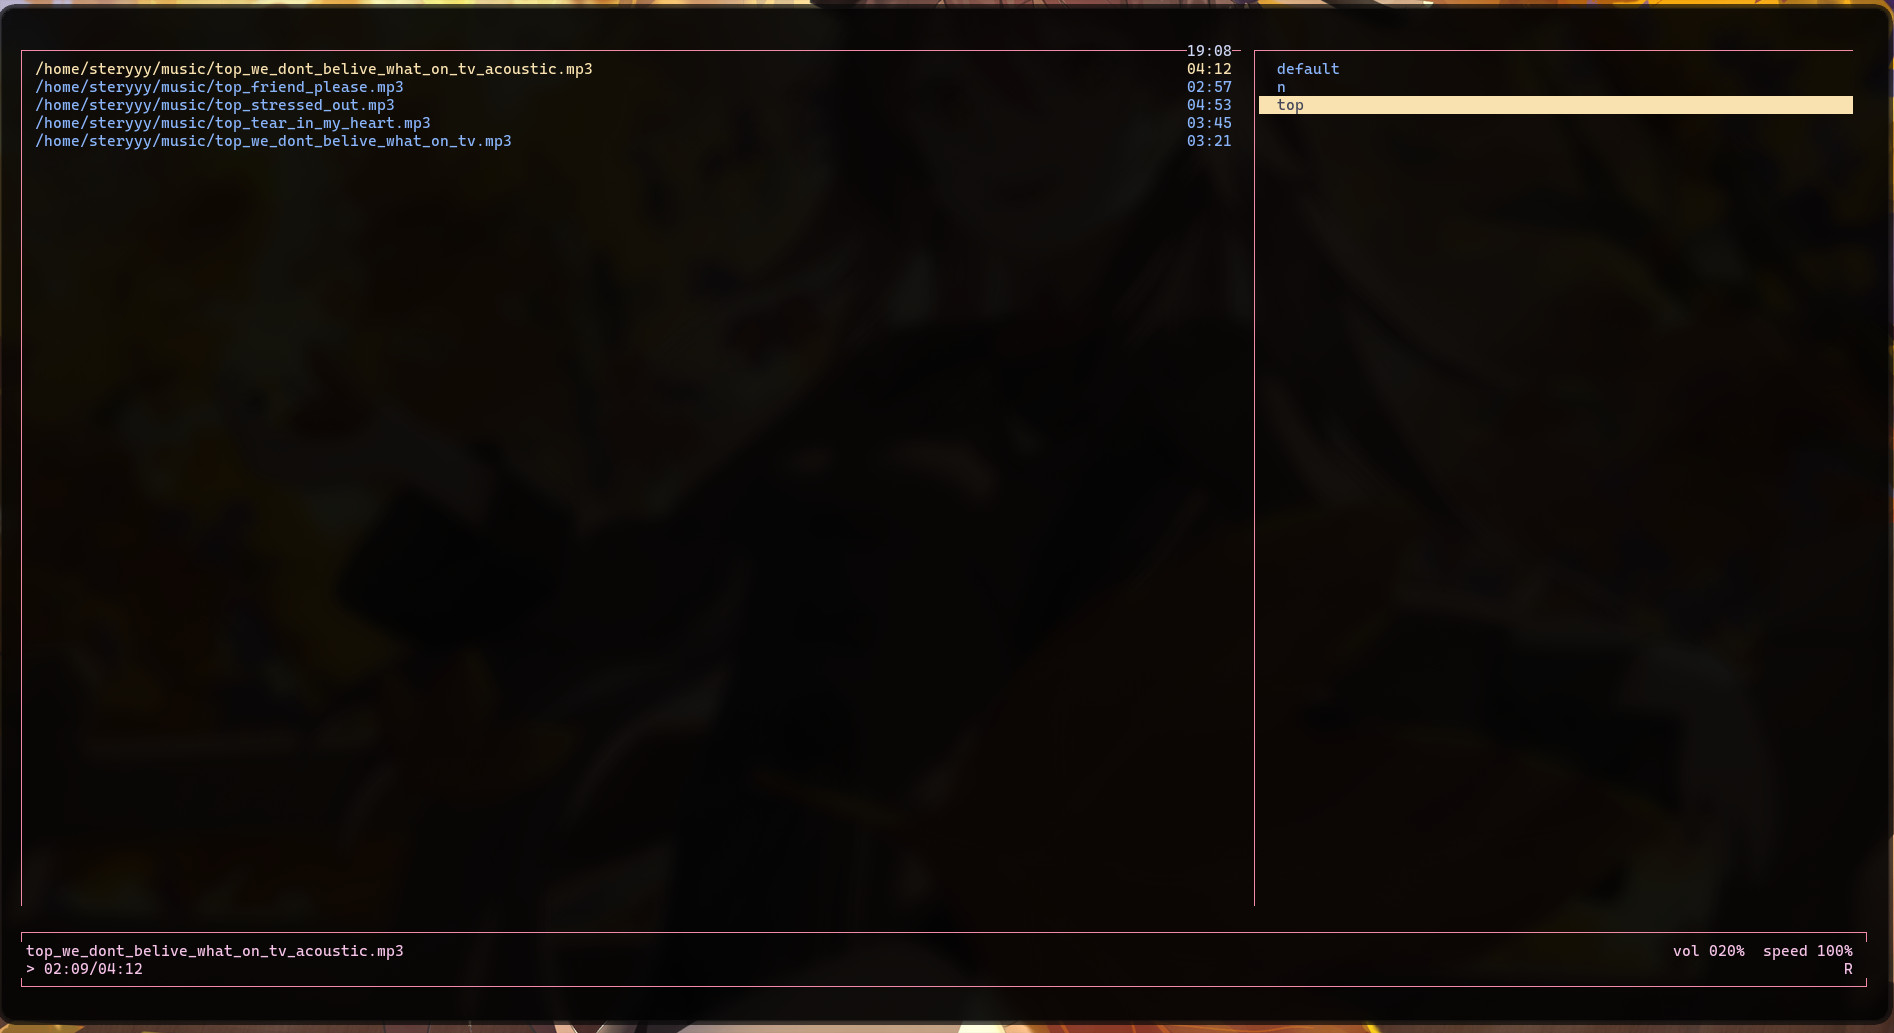 19:08
/home/steryyy/music/top_we_dont_belive_what_on_tv_acoustic.mp3 04:12
/home/steryyy/music/top_friend_please.mp3 02:57
/home/steryyy/music/top_stressed_out.mp3 04:53
/home/steryyy/music/top_tear_in_my_heart.mp3 03:45
/home/steryyy/music/top_we_dont_belive_what_on_tv.mp3 03:21
default
n
top
top_we_dont_belive_what_on_tv_acoustic.mp3 vol 020% speed 100%
> 02:09/04:12 R